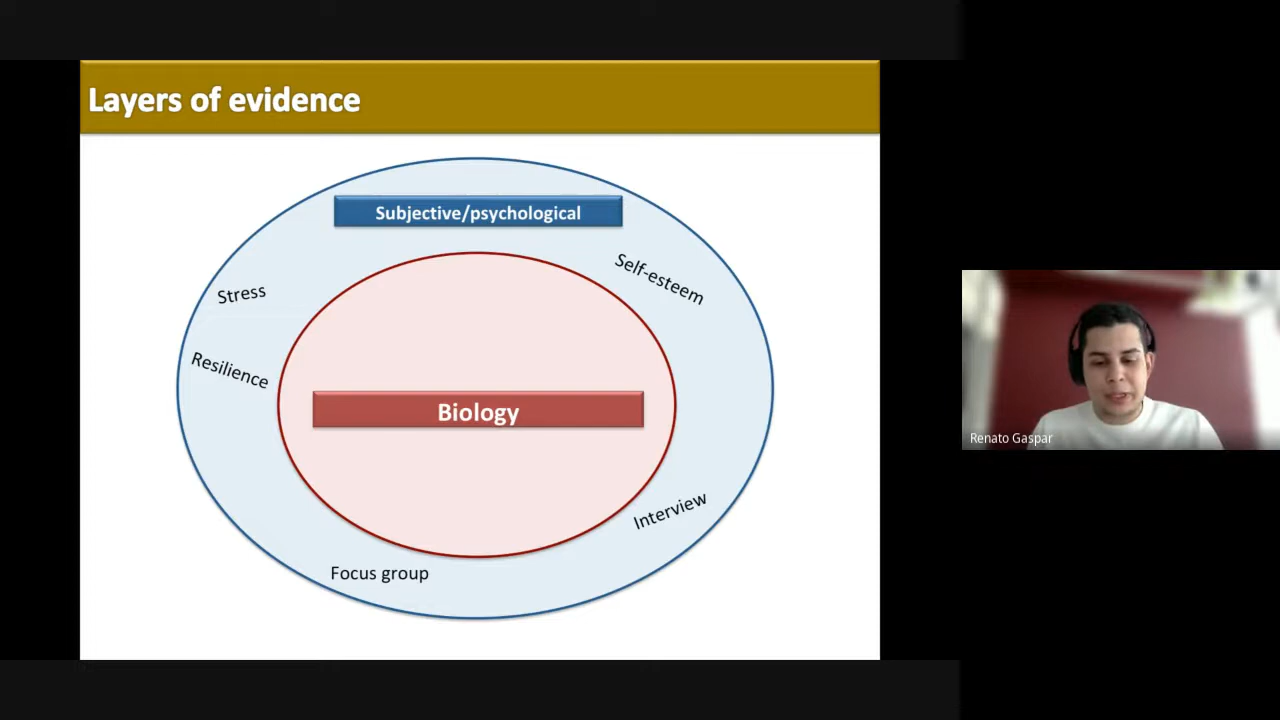 Layers of evidence
Subjective/psychological
Self-esteem
Stress
Resilience
Biology
Interview
Focus group
Renato Gaspar